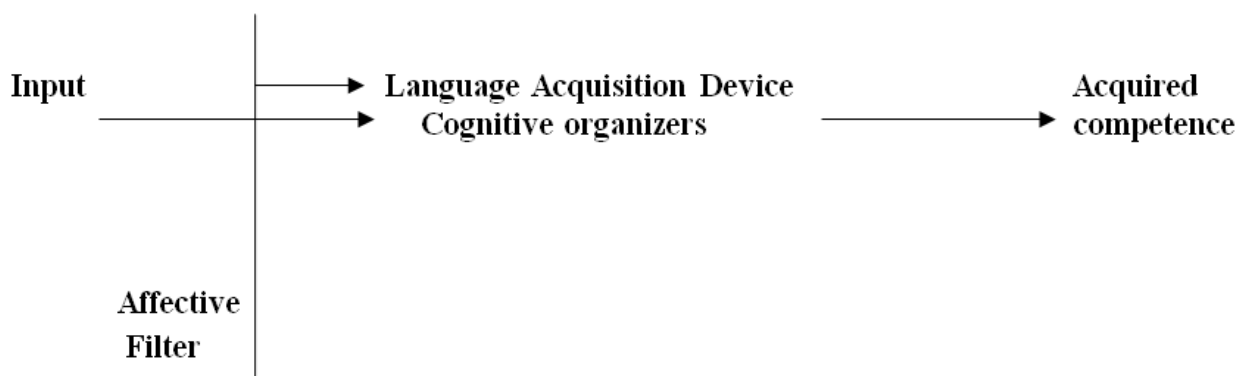 Input
Language Acquisition Device
Cognitive organizers
Acquired
competence
Affective
Filter